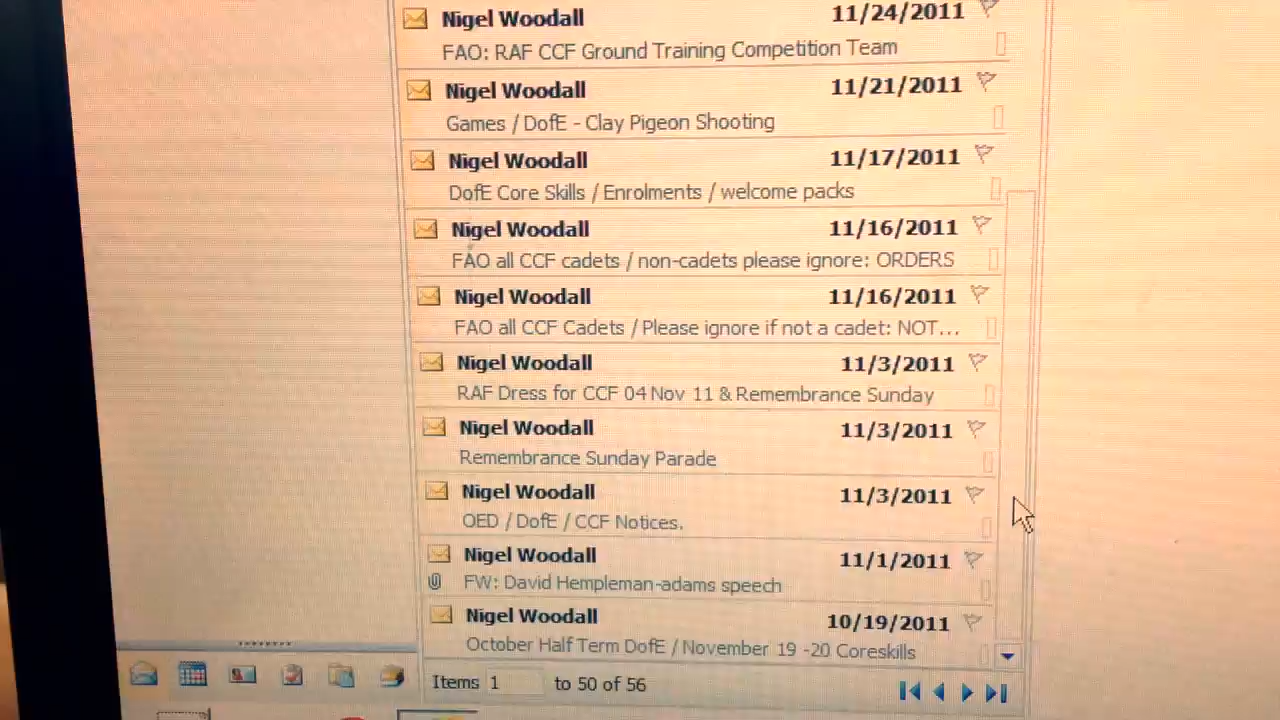 Nigel Woodall 11/24/2011
FAO: RAF CCF Ground Training Competition Team
Nigel Woodall 11/21/2011
Games / DofE - Clay Pigeon Shooting
Nigel Woodall 11/17/2011
DofE Core Skills / Enrolments / welcome packs
Nigel Woodall 11/16/2011
FAO all CCF cadets / non-cadets please ignore: ORDERS
Nigel Woodall 11/16/2011
FAO all CCF Cadets / Please ignore if not a cadet: NOT...
Nigel Woodall 11/3/2011
RAF Dress for CCF 04 Nov 11 & Remembrance Sunday
Nigel Woodall 11/3/2011
Remembrance Sunday Parade
Nigel Woodall 11/3/2011
OED / DofE / CCF Notices.
Nigel Woodall 11/1/2011
FW: David Hempleman-adams speech
Nigel Woodall 10/19/2011
October Half Term DofE / November 19 -20 Coreskills
Items 1 to 50 of 56